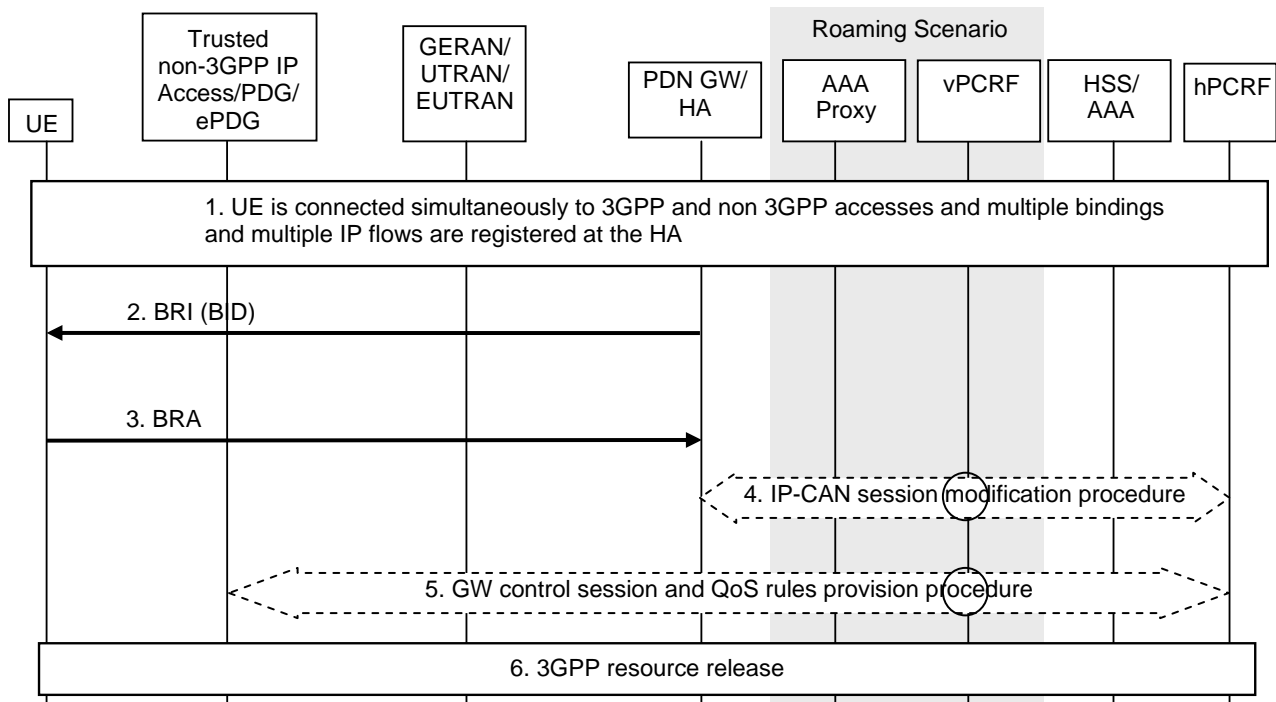 Roaming Scenario
UE
Trusted
non-3GPP IP
Access/PDG/
ePDG
GERAN/
UTRAN/
EUTRAN
PDN GW/
HA
AAA
Proxy
vPCRF
HSS/
AAA
hPCRF
1. UE is connected simultaneously to 3GPP and non 3GPP accesses and multiple bindings
and multiple IP flows are registered at the HA
2. BRI (BID)
3. BRA
4. IP-CAN session modification procedure
5. GW control session and QoS rules provision procedure
6. 3GPP resource release